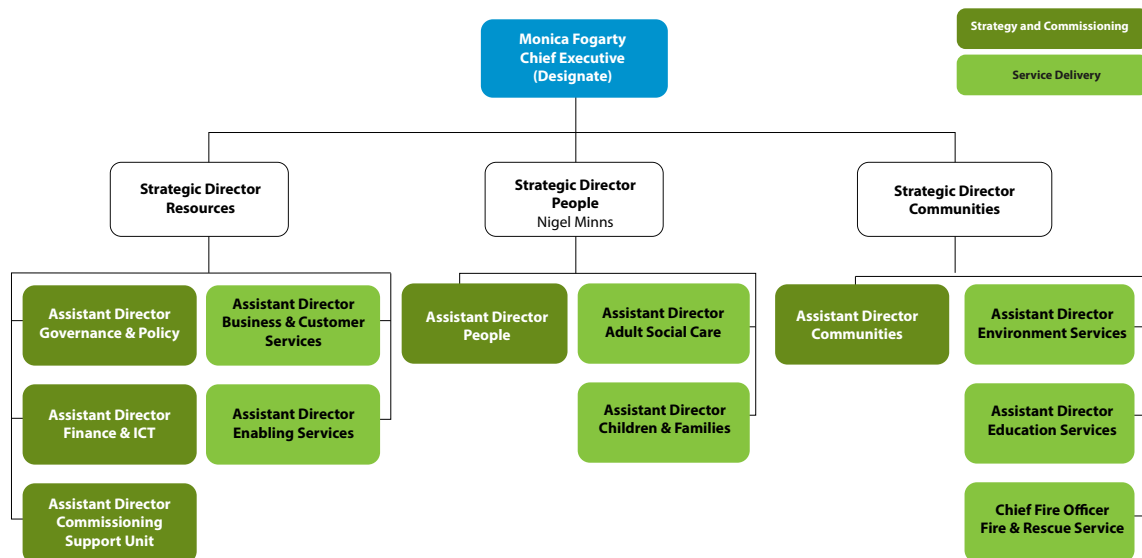 Monica Fogarty
Chief Executive
(Designate)
Strategy and Commissioning
Service Delivery
Strategic Director
Resources
Strategic Director
People
Nigel Minns
Strategic Director
Communities
Assistant Director
Governance & Policy
Assistant Director
Business & Customer
Services
Assistant Director
People
Assistant Director
Adult Social Care
Assistant Director
Communities
Assistant Director
Environment Services
Assistant Director
Finance & ICT
Assistant Director
Enabling Services
Assistant Director
Children & Families
Assistant Director
Education Services
Assistant Director
Commissioning
Support Unit
Chief Fire Officer
Fire & Rescue Service